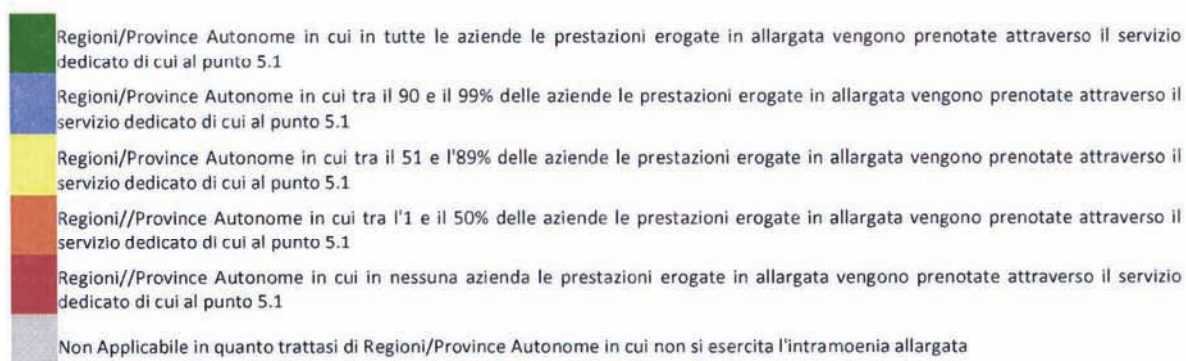 Regioni/Province Autonome in cui in tutte le aziende le prestazioni erogate in allargata vengono prenotate attraverso il servizio
dedicato di cui al punto 5.1
Regioni/Province Autonome in cui tra il 90 e il 99% delle aziende le prestazioni erogate in allargata vengono prenotate attraverso il
servizio dedicato di cui al punto 5.1
Regioni/Province Autonome in cui tra il 51 e l'89% delle aziende le prestazioni erogate in allargata vengono prenotate attraverso il
servizio dedicato di cui al punto 5.1
Regioni//Province Autonome in cui tra l'1 e il 50% delle aziende le prestazioni erogate in allargata vengono prenotate attraverso il
servizio dedicato di cui al punto 5.1
Regioni//Province Autonome in cui in nessuna azienda le prestazioni erogate in allargata vengono prenotate attraverso il servizio
dedicato di cui al punto 5.1
Non Applicabile in quanto trattasi di Regioni/Province Autonome in cui non si esercita l'intramoenia allargata